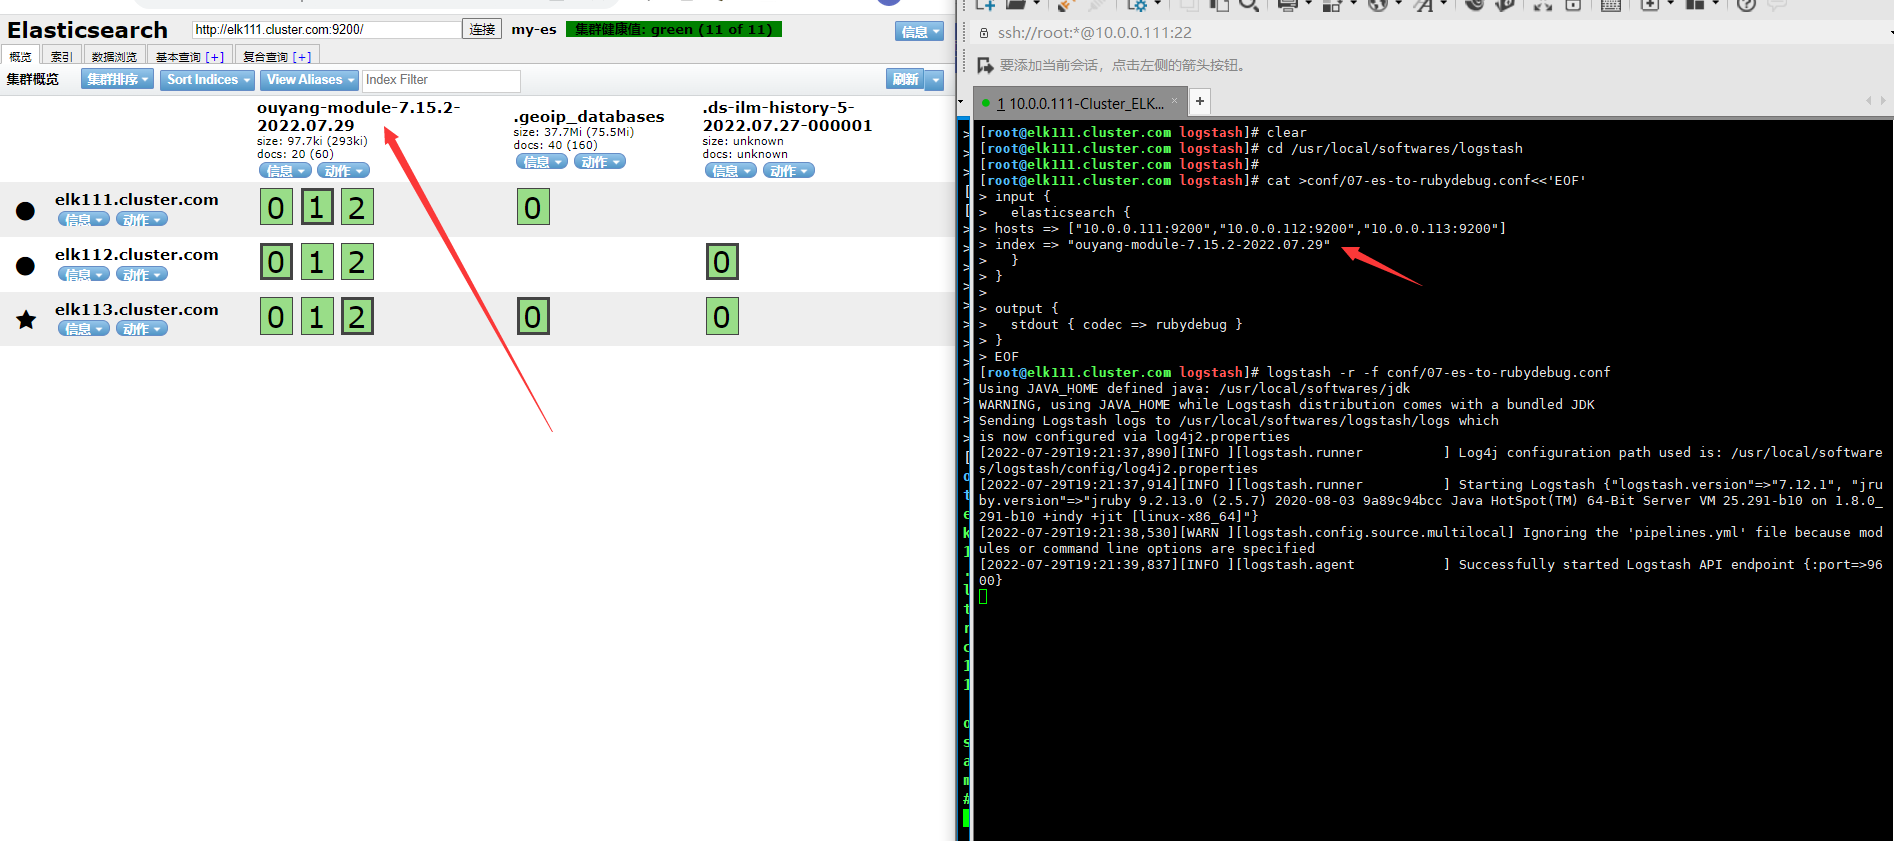 Elasticsearch
http://elk111.cluster.com:9200/
连接
my-es
集群健康值: green (11 of 11)
信息
概览
索引
数据浏览
基本查询 [+]
复合查询 [+]
集群概览
集群排序
Sort Indices
View Aliases
Index Filter
刷新
ouyang-module-7.15.2-
2022.07.29
size: 97.7ki (293ki)
docs: 20 (60)
信息
动作
.geoip_databases
size: 37.7Mi (75.5Mi)
docs: 40 (160)
信息
动作
.ds-ilm-history-5-
2022.07.27-000001
size: unknown
docs: unknown
信息
动作
elk111.cluster.com
信息
动作
0 1 2
0
elk112.cluster.com
信息
动作
0 1 2
0
elk113.cluster.com
信息
动作
0 1 2
0
0
ssh://root:*@10.0.0.111:22
要添加当前会话，点击左侧的箭头按钮。
1 10.0.0.111-Cluster_ELK...
[root@elk111.cluster.com logstash]# clear
[root@elk111.cluster.com logstash]# cd /usr/local/softwares/logstash
[root@elk111.cluster.com logstash]#
[root@elk111.cluster.com logstash]# cat >conf/07-es-to-rubydebug.conf<<'EOF'
> input {
>   elasticsearch {
> hosts => ["10.0.0.111:9200","10.0.0.112:9200","10.0.0.113:9200"]
> index => "ouyang-module-7.15.2-2022.07.29"
>   }
> }
>
> output {
>   stdout { codec => rubydebug }
> }
> EOF
[root@elk111.cluster.com logstash]# logstash -r -f conf/07-es-to-rubydebug.conf
Using JAVA_HOME defined java: /usr/local/softwares/jdk
WARNING, using JAVA_HOME while Logstash distribution comes with a bundled JDK
Sending Logstash logs to /usr/local/softwares/logstash/logs which
is now configured via log4j2.properties
[2022-07-29T19:21:37,890][INFO ][logstash.runner          ] Log4j configuration path used is: /usr/local/software
s/logstash/config/log4j2.properties
[2022-07-29T19:21:37,914][INFO ][logstash.runner          ] Starting Logstash {"logstash.version"=>"7.12.1", "jru
by.version"=>"jruby 9.2.13.0 (2.5.7) 2020-08-03 9a89c94bcc Java HotSpot(TM) 64-Bit Server VM 25.291-b10 on 1.8.0_
291-b10 +indy +jit [linux-x86_64]"}
[2022-07-29T19:21:38,530][WARN ][logstash.config.source.multilocal] Ignoring the 'pipelines.yml' file because mod
ules or command line options are specified
[2022-07-29T19:21:39,837][INFO ][logstash.agent           ] Successfully started Logstash API endpoint {:port=>96
00}